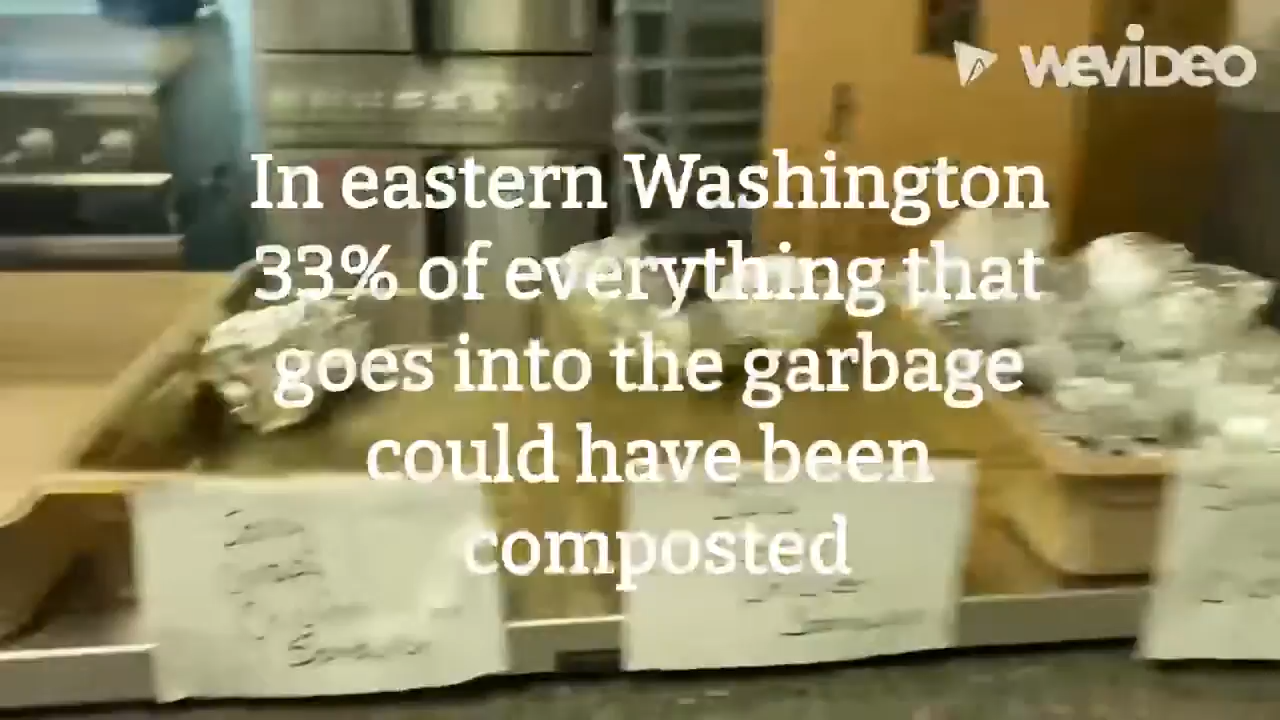 WEVIDEO
In eastern Washington
33% of everything that
goes into the garbage
could have been
composted